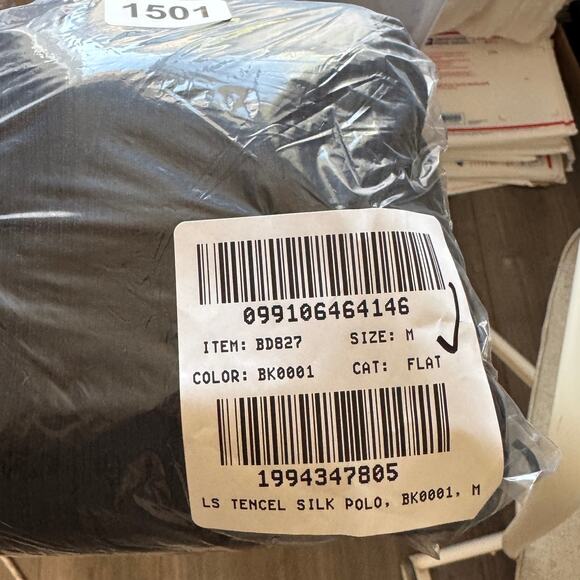 1501
099106464146
ITEM: BD827 SIZE: M
COLOR: BK0001 CAT: FLAT
1994347805
LS TENCEL SILK POLO, BK0001, M